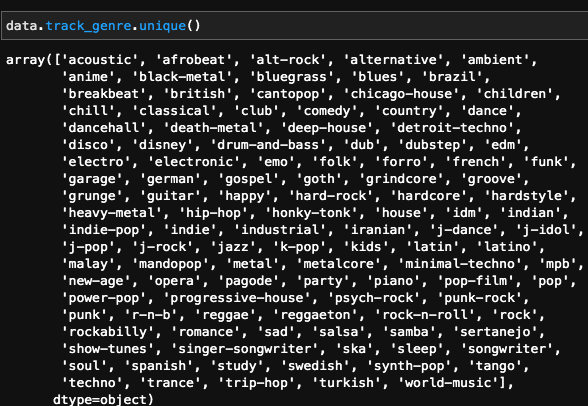 data.track_genre.unique()
array(['acoustic', 'afrobeat', 'alt-rock', 'alternative', 'ambient',
'anime', 'black-metal', 'bluegrass', 'blues', 'brazil',
'breakbeat', 'british', 'cantopop', 'chicago-house', 'children',
'chill', 'classical', 'club', 'comedy', 'country', 'dance',
'dancehall', 'death-metal', 'deep-house', 'detroit-techno',
'disco', 'disney', 'drum-and-bass', 'dub', 'dubstep', 'edm',
'electro', 'electronic', 'emo', 'folk', 'forro', 'french', 'funk',
'garage', 'german', 'gospel', 'goth', 'grindcore', 'groove',
'grunge', 'guitar', 'happy', 'hard-rock', 'hardcore', 'hardstyle',
'heavy-metal', 'hip-hop', 'honky-tonk', 'house', 'idm', 'indian',
'indie-pop', 'indie', 'industrial', 'iranian', 'j-dance', 'j-idol',
'j-pop', 'j-rock', 'jazz', 'k-pop', 'kids', 'latin', 'latino',
'malay', 'mandopop', 'metal', 'metalcore', 'minimal-techno', 'mpb',
'new-age', 'opera', 'pagode', 'party', 'piano', 'pop-film', 'pop',
'power-pop', 'progressive-house', 'psych-rock', 'punk-rock',
'punk', 'r-n-b', 'reggae', 'reggaeton', 'rock-n-roll', 'rock',
'rockabilly', 'romance', 'sad', 'salsa', 'samba', 'sertanejo',
'show-tunes', 'singer-songwriter', 'ska', 'sleep', 'songwriter',
'soul', 'spanish', 'study', 'swedish', 'synth-pop', 'tango',
'techno', 'trance', 'trip-hop', 'turkish', 'world-music'],
dtype=object)